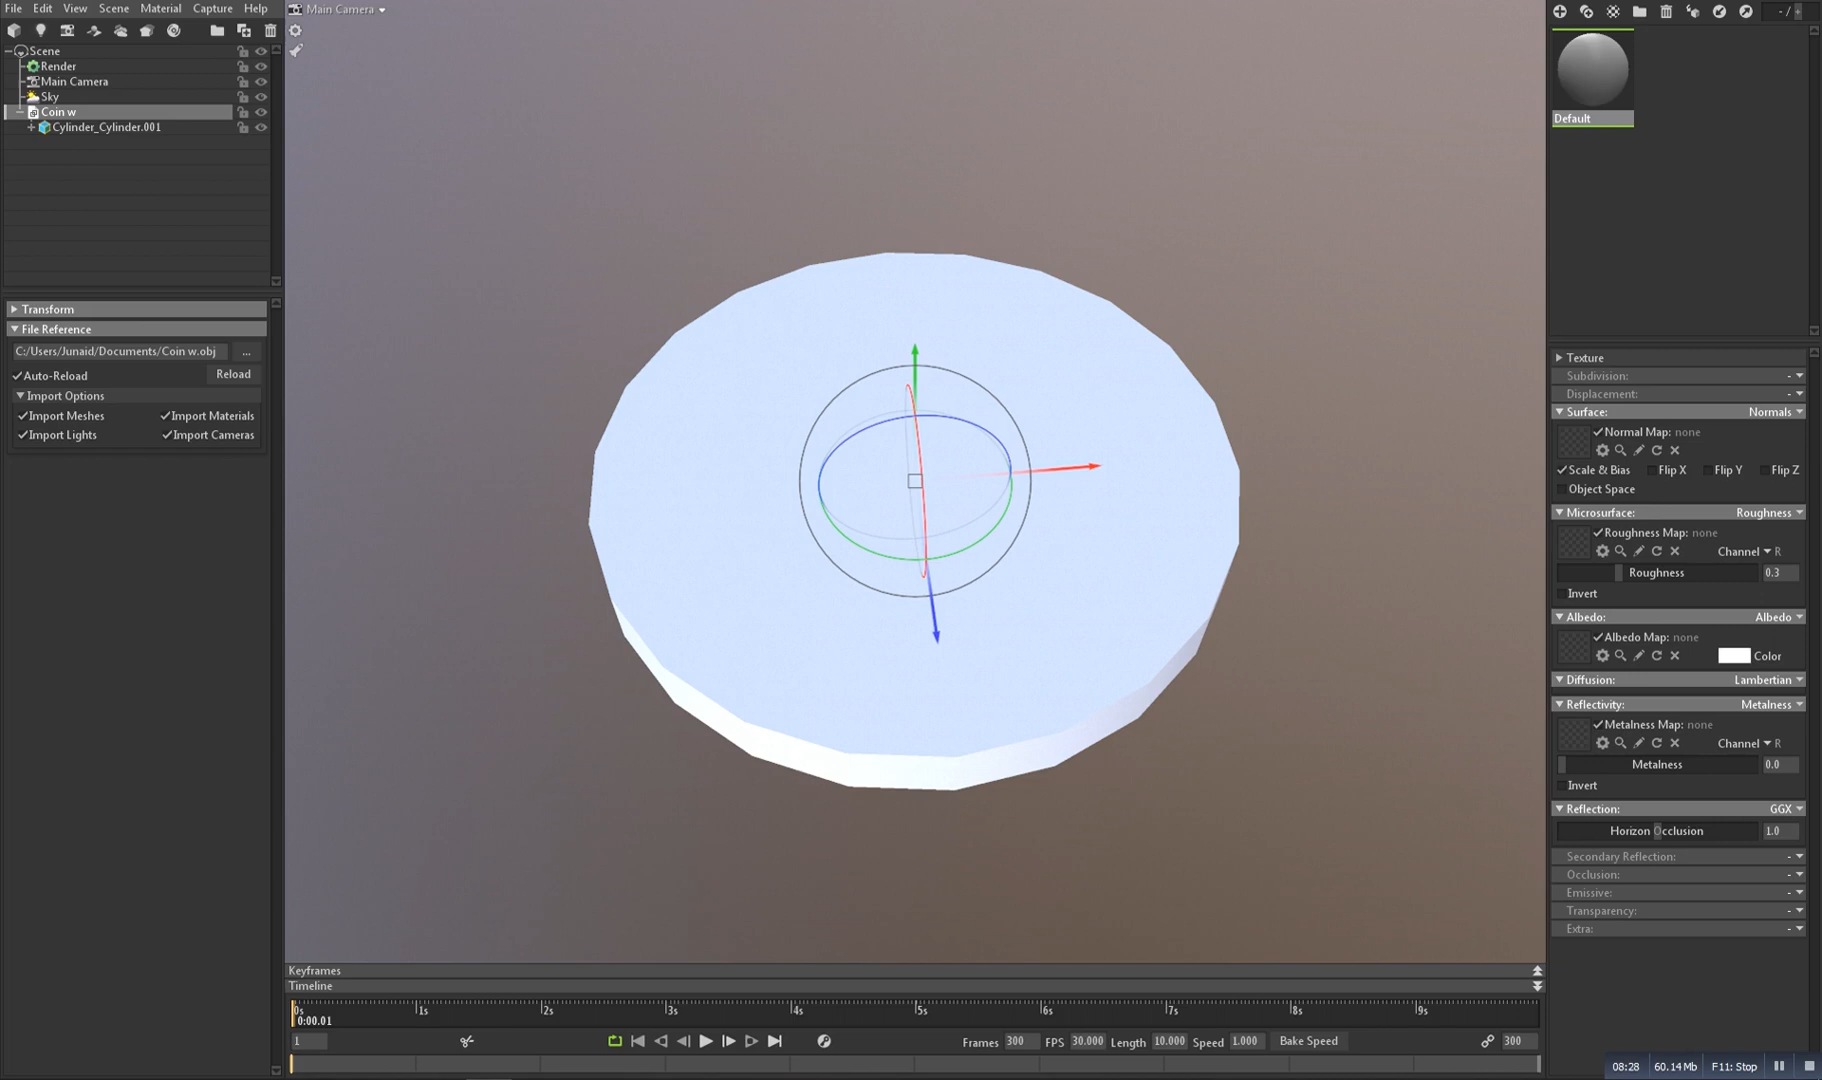 File Edit View Scene Material Capture Help
Main Camera
- / +
Scene
Render
Main Camera
Sky
Coin w
Cylinder_Cylinder.001
Default
Transform
File Reference
C:/Users/Junaid/Documents/Coin w.obj ...
Auto-Reload Reload
Import Options
Import Meshes Import Materials
Import Lights Import Cameras
Texture
Subdivision: -
Displacement: -
Surface: Normals
Normal Map: none
Scale & Bias Flip X Flip Y Flip Z
Object Space
Microsurface: Roughness
Roughness Map: none
Channel R
Roughness 0.3
Invert
Albedo: Albedo
Albedo Map: none
Color
Diffusion: Lambertian
Reflectivity: Metalness
Metalness Map: none
Channel R
Metalness 0.0
Invert
Reflection: GGX
Horizon Occlusion 1.0
Secondary Reflection: -
Occlusion: -
Emissive: -
Transparency: -
Extra: -
Keyframes
Timeline
0s 1s 2s 3s 4s 5s 6s 7s 8s 9s
0:00.01
1 Frames 300 FPS 30.000 Length 10.000 Speed 1.000 Bake Speed 300
08:28 60.14 Mb F11: Stop